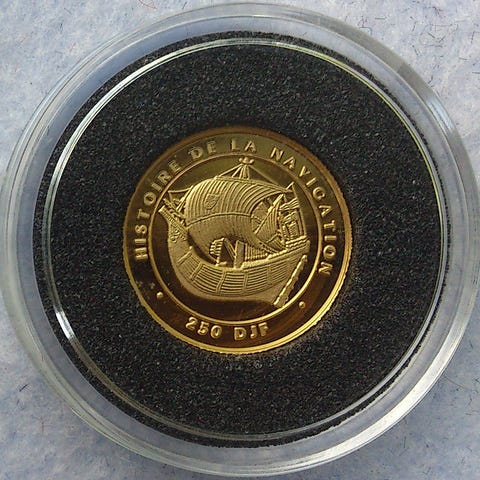 HISTOIRE DE LA NAVIGATION
250 DJF